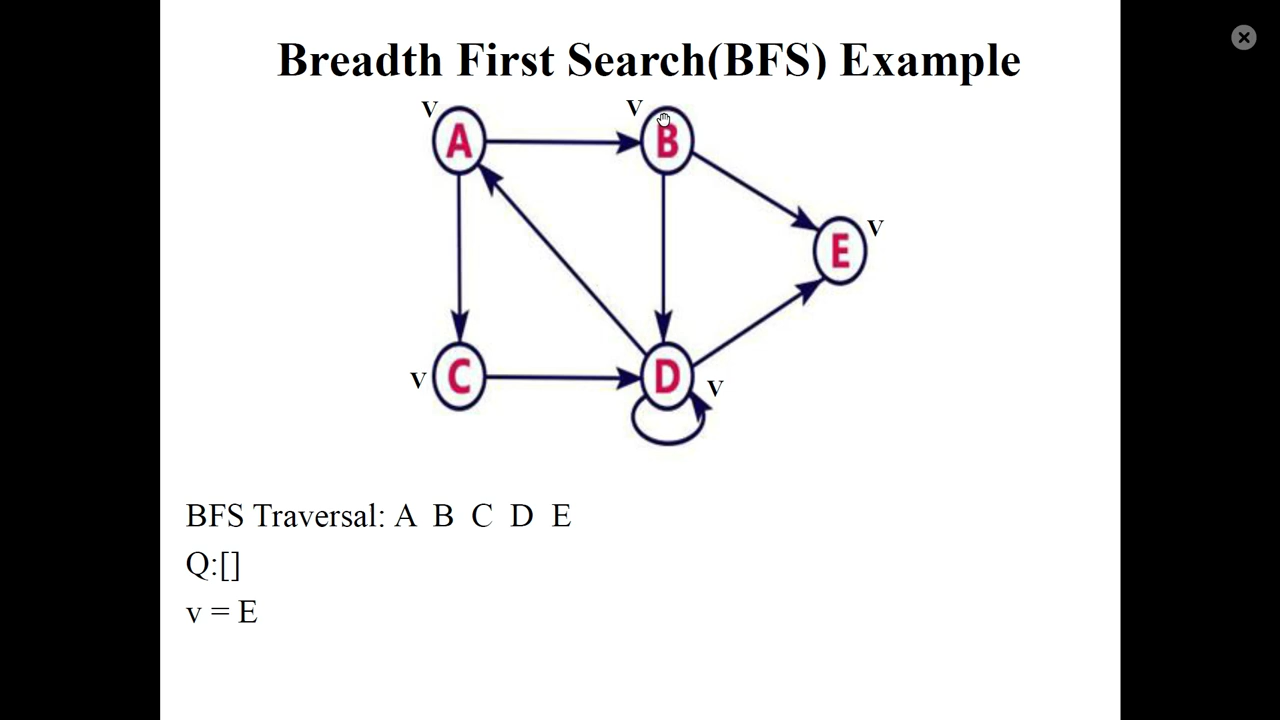 Breadth First Search(BFS) Example
v A v B
E v
v C D v
BFS Traversal: A B C D E
Q:[]
v = E